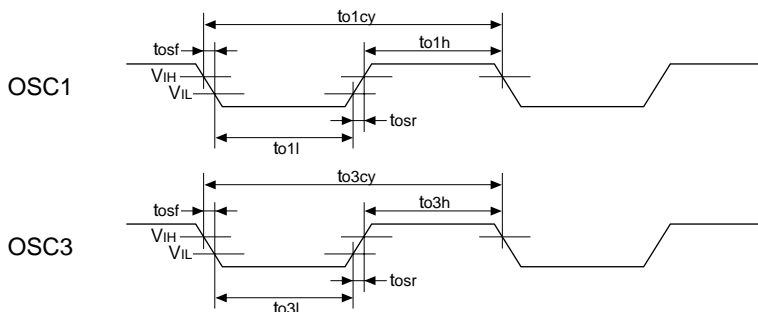 to1cy
tosf
to1h
VIH
OSC1
VIL
tosr
to1l
to3cy
tosf
to3h
VIH
OSC3
VIL
tosr
to3l